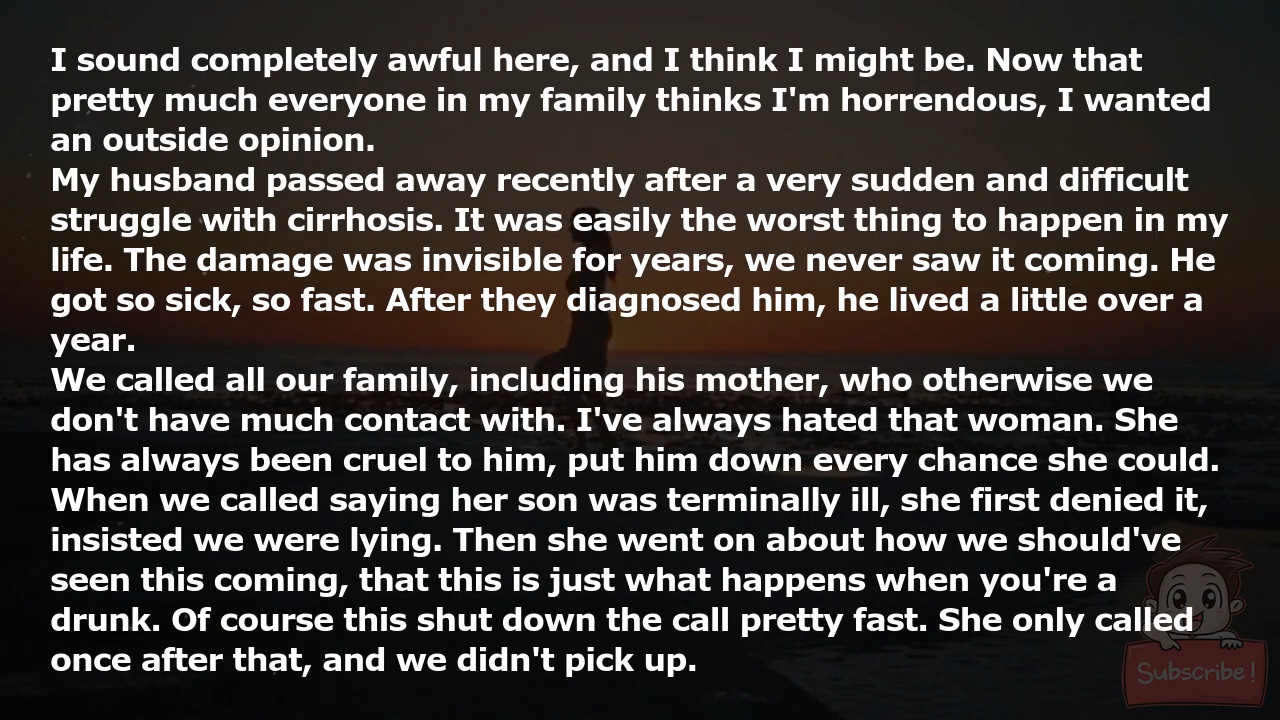 I sound completely awful here, and I think I might be. Now that
pretty much everyone in my family thinks I'm horrendous, I wanted
an outside opinion.
My husband passed away recently after a very sudden and difficult
struggle with cirrhosis. It was easily the worst thing to happen in my
life. The damage was invisible for years, we never saw it coming. He
got so sick, so fast. After they diagnosed him, he lived a little over a
year.
We called all our family, including his mother, who otherwise we
don't have much contact with. I've always hated that woman. She
has always been cruel to him, put him down every chance she could.
When we called saying her son was terminally ill, she first denied it,
insisted we were lying. Then she went on about how we should've
seen this coming, that this is just what happens when you're a
drunk. Of course this shut down the call pretty fast. She only called
once after that, and we didn't pick up.
Subscribe!